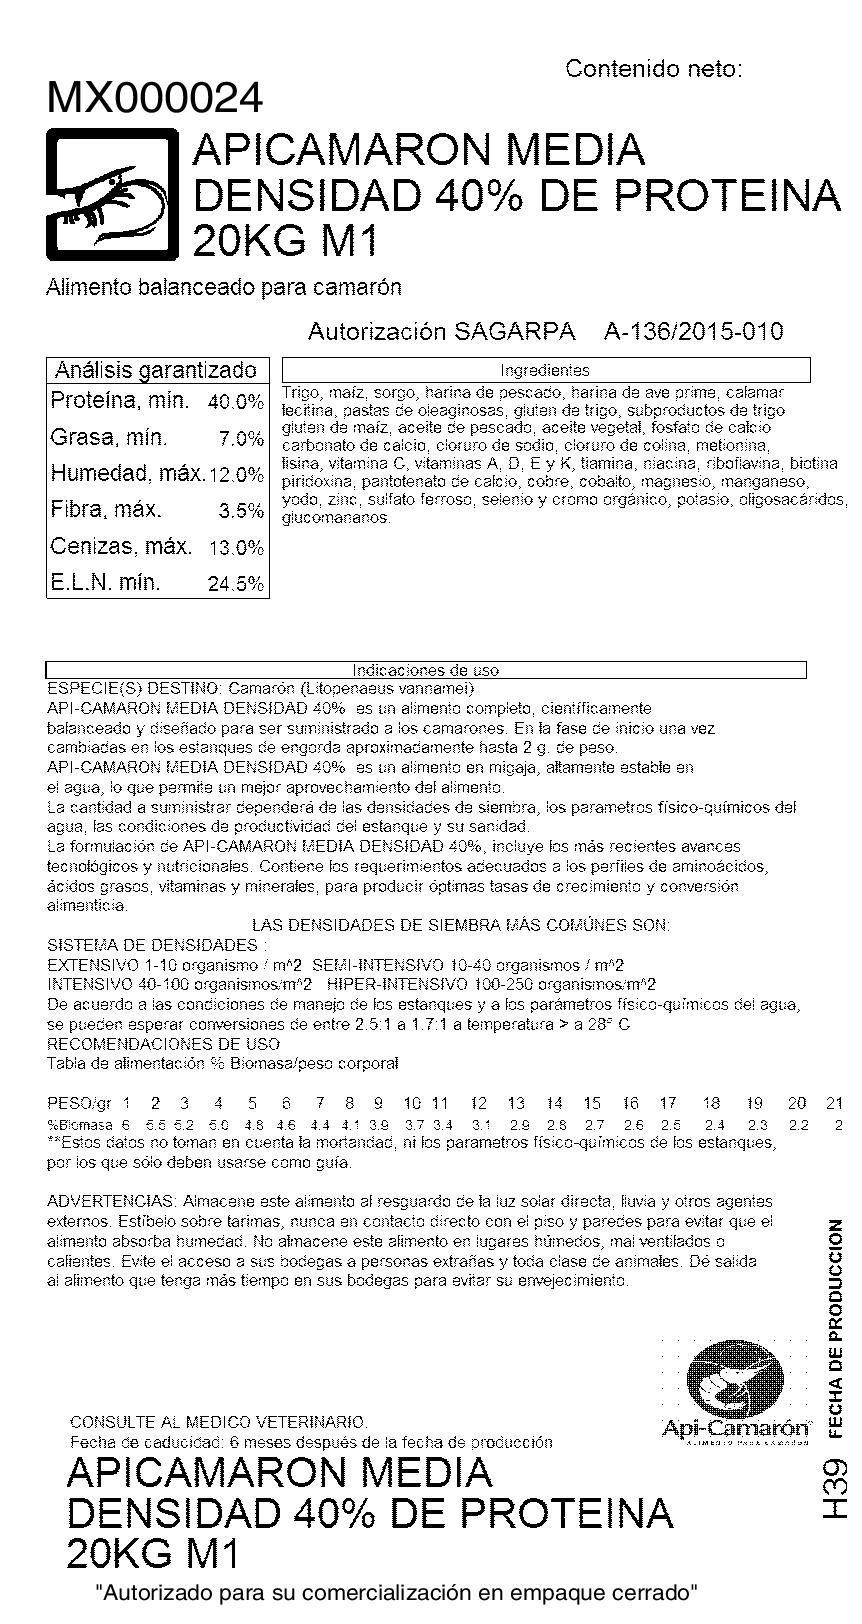 Contenido neto:
MX000024
APICAMARON MEDIA
DENSIDAD 40% DE PROTEINA
20KG M1
Alimento balanceado para camarón
Autorización SAGARPA A-136/2015-010
Análisis garantizado
Proteína, mín. 40.0%
Grasa, mín. 7.0%
Humedad, máx. 12.0%
Fibra, máx. 3.5%
Cenizas, máx. 13.0%
E.L.N. mín. 24.5%
Ingredientes
Trigo, maíz, sorgo, harina de pescado, harina de ave prime, calamar
lecitina, pastas de oleaginosas, gluten de trigo, subproductos de trigo
gluten de maíz, aceite de pescado, aceite vegetal, fosfato de calcio
carbonato de calcio, cloruro de sodio, cloruro de colina, metionina,
lisina, vitamina C, vitaminas A, D, E y K, tiamina, niacina, riboflavina, biotina
piridoxina, pantotenato de calcio, cobre, cobalto, magnesio, manganeso,
yodo, zinc, sulfato ferroso, selenio y cromo orgánico, potasio, oligosacáridos,
glucomananos.
Indicaciones de uso
ESPECIE(S) DESTINO: Camarón (Litopenaeus vannamei)
API-CAMARON MEDIA DENSIDAD 40% es un alimento completo, científicamente
balanceado y diseñado para ser suministrado a los camarones. En la fase de inicio una vez
cambiadas en los estanques de engorda aproximadamente hasta 2 g. de peso.
API-CAMARON MEDIA DENSIDAD 40% es un alimento en migaja, altamente estable en
el agua, lo que permite un mejor aprovechamiento del alimento.
La cantidad a suministrar dependerá de las densidades de siembra, los parametros físico-químicos del
agua, las condiciones de productividad del estanque y su sanidad.
La formulación de API-CAMARON MEDIA DENSIDAD 40%, incluye los más recientes avances
tecnológicos y nutricionales. Contiene los requerimientos adecuados a los perfiles de aminoácidos,
ácidos grasos, vitaminas y minerales, para producir óptimas tasas de crecimiento y conversión
alimenticia.
LAS DENSIDADES DE SIEMBRA MÁS COMÚNES SON:
SISTEMA DE DENSIDADES :
EXTENSIVO 1-10 organismo / m^2 SEMI-INTENSIVO 10-40 organismos / m^2
INTENSIVO 40-100 organismos/m^2 HIPER-INTENSIVO 100-250 organismos/m^2
De acuerdo a las condiciones de manejo de los estanques y a los parámetros físico-químicos del agua,
se pueden esperar conversiones de entre 2.5:1 a 1.7:1 a temperatura > a 28º C
RECOMENDACIONES DE USO
Tabla de alimentación % Biomasa/peso corporal
PESO/gr 1 2 3 4 5 6 7 8 9 10 11 12 13 14 15 16 17 18 19 20 21
%Biomasa 6 5.5 5.2 5.0 4.8 4.6 4.4 4.1 3.9 3.7 3.4 3.1 2.9 2.8 2.7 2.6 2.5 2.4 2.3 2.2 2
**Estos datos no toman en cuenta la mortandad, ni los parametros físico-químicos de los estanques,
por los que sólo deben usarse como guía.
ADVERTENCIAS: Almacene este alimento al resguardo de la luz solar directa, lluvia y otros agentes
externos. Estíbelo sobre tarimas, nunca en contacto directo con el piso y paredes para evitar que el
alimento absorba humedad. No almacene este alimento en lugares húmedos, mal ventilados o
calientes. Evite el acceso a sus bodegas a personas extrañas y toda clase de animales. Dé salida
al alimento que tenga más tiempo en sus bodegas para evitar su envejecimiento.
FECHA DE PRODUCCION
H39
Api-Camarón
ALIMENTO PARA CAMARON
CONSULTE AL MEDICO VETERINARIO.
Fecha de caducidad: 6 meses después de la fecha de producción
APICAMARON MEDIA
DENSIDAD 40% DE PROTEINA
20KG M1
"Autorizado para su comercialización en empaque cerrado"